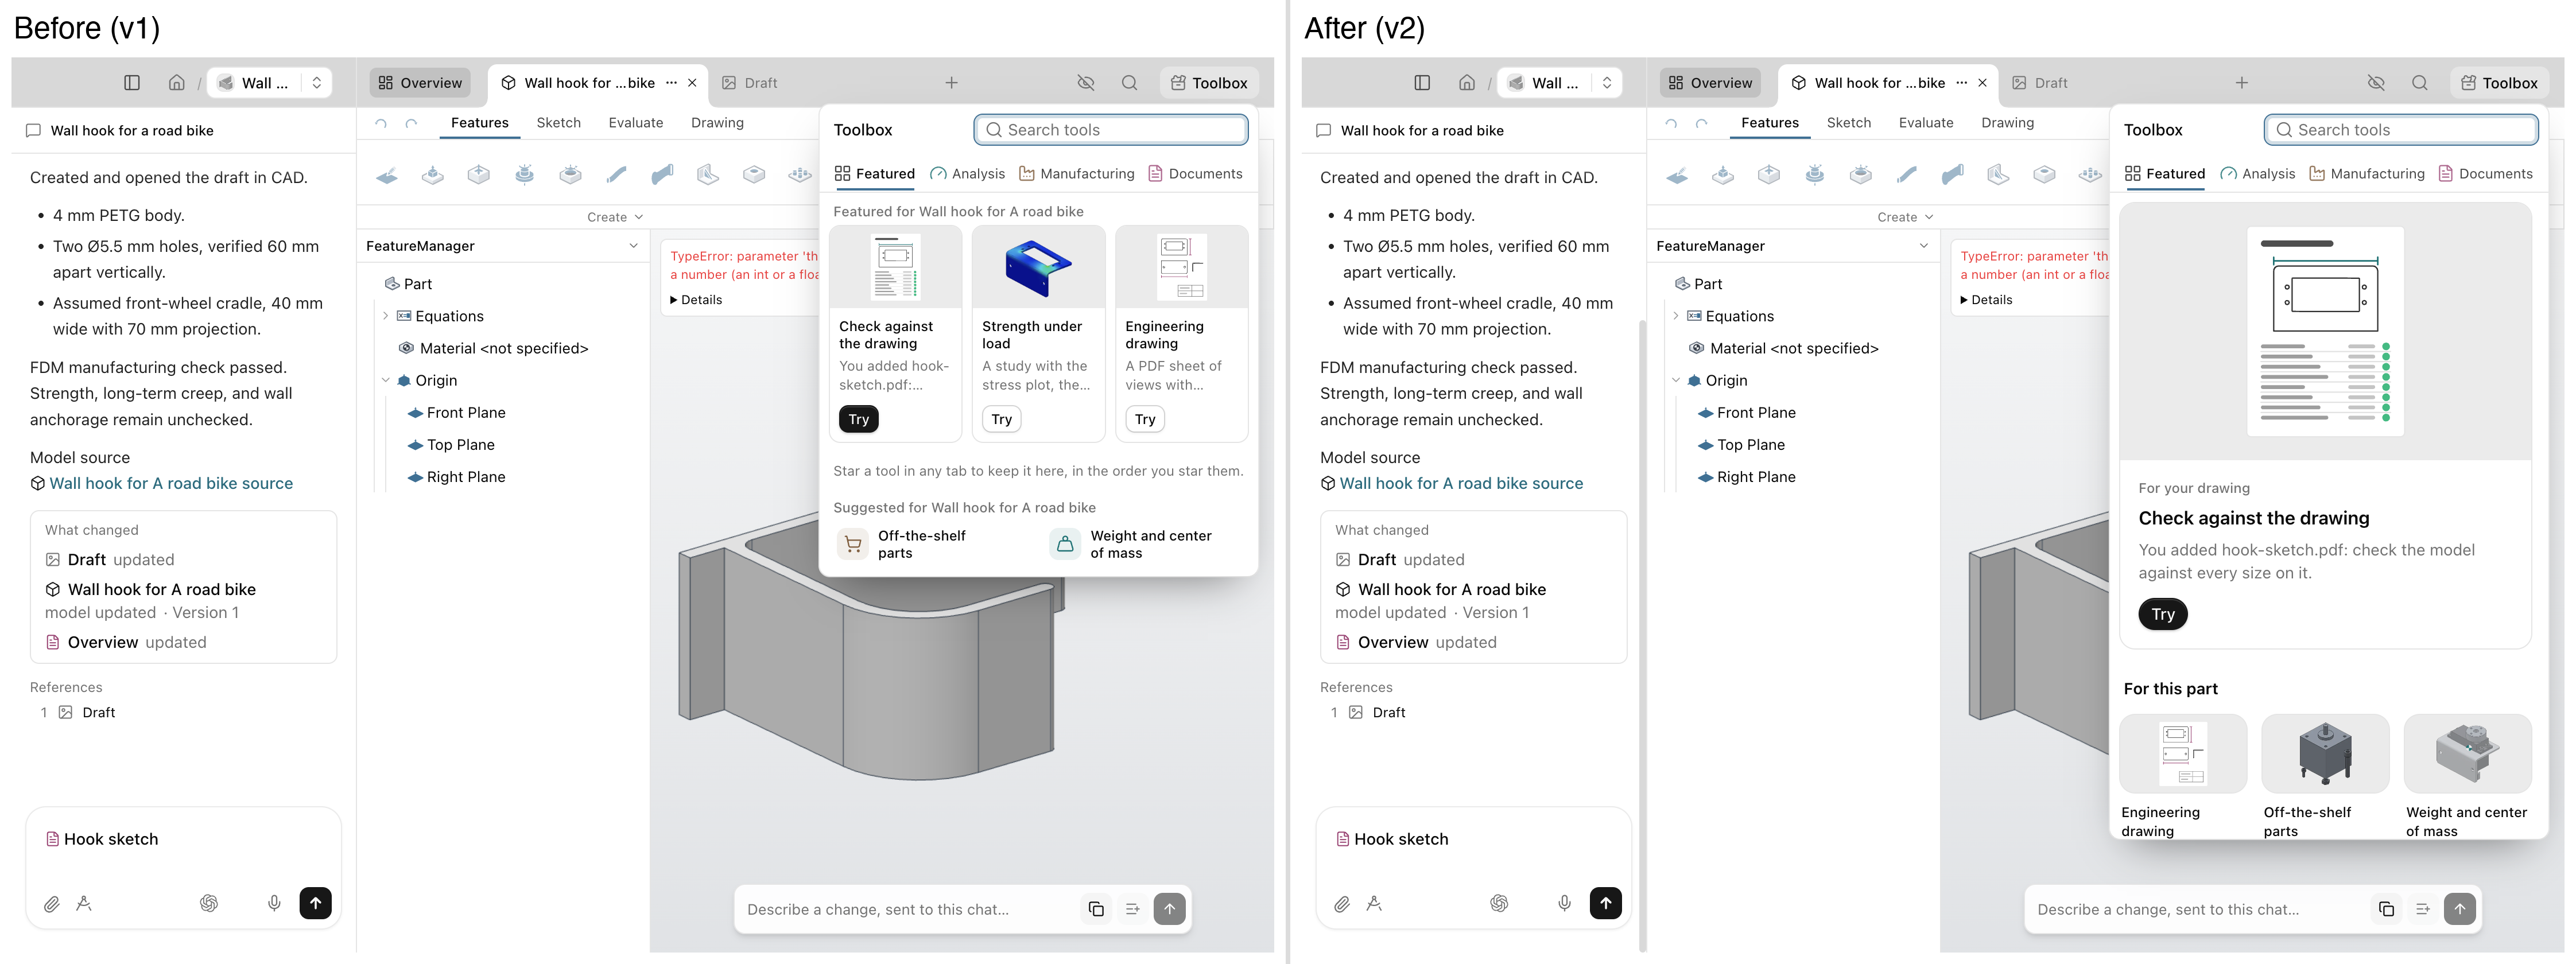 Before (v1)
Wall ...
Overview
Wall hook for ...bike
Draft
Toolbox
Wall hook for a road bike
Created and opened the draft in CAD.
• 4 mm PETG body.
• Two Ø5.5 mm holes, verified 60 mm
apart vertically.
• Assumed front-wheel cradle, 40 mm
wide with 70 mm projection.
FDM manufacturing check passed.
Strength, long-term creep, and wall
anchorage remain unchecked.
Model source
Wall hook for A road bike source
What changed
Draft updated
Wall hook for A road bike
model updated · Version 1
Overview updated
References
1 Draft
Hook sketch
Features
Sketch
Evaluate
Drawing
Create
FeatureManager
Part
Equations
Material <not specified>
Origin
Front Plane
Top Plane
Right Plane
TypeError: parameter 'th
a number (an int or a floa
Details
Toolbox
Search tools
Featured
Analysis
Manufacturing
Documents
Featured for Wall hook for A road bike
Check against
the drawing
You added hook-
sketch.pdf:...
Try
Strength under
load
A study with the
stress plot, the...
Try
Engineering
drawing
A PDF sheet of
views with...
Try
Star a tool in any tab to keep it here, in the order you star them.
Suggested for Wall hook for A road bike
Off-the-shelf
parts
Weight and center
of mass
Describe a change, sent to this chat...
After (v2)
Wall ...
Overview
Wall hook for ...bike
Draft
Toolbox
Wall hook for a road bike
Created and opened the draft in CAD.
• 4 mm PETG body.
• Two Ø5.5 mm holes, verified 60 mm
apart vertically.
• Assumed front-wheel cradle, 40 mm
wide with 70 mm projection.
FDM manufacturing check passed.
Strength, long-term creep, and wall
anchorage remain unchecked.
Model source
Wall hook for A road bike source
What changed
Draft updated
Wall hook for A road bike
model updated · Version 1
Overview updated
References
1 Draft
Hook sketch
Features
Sketch
Evaluate
Drawing
Create
FeatureManager
Part
Equations
Material <not specified>
Origin
Front Plane
Top Plane
Right Plane
TypeError: parameter 'th
a number (an int or a floa
Details
Toolbox
Search tools
Featured
Analysis
Manufacturing
Documents
For your drawing
Check against the drawing
You added hook-sketch.pdf: check the model
against every size on it.
Try
For this part
Engineering
drawing
Off-the-shelf
parts
Weight and center
of mass
Describe a change, sent to this chat...